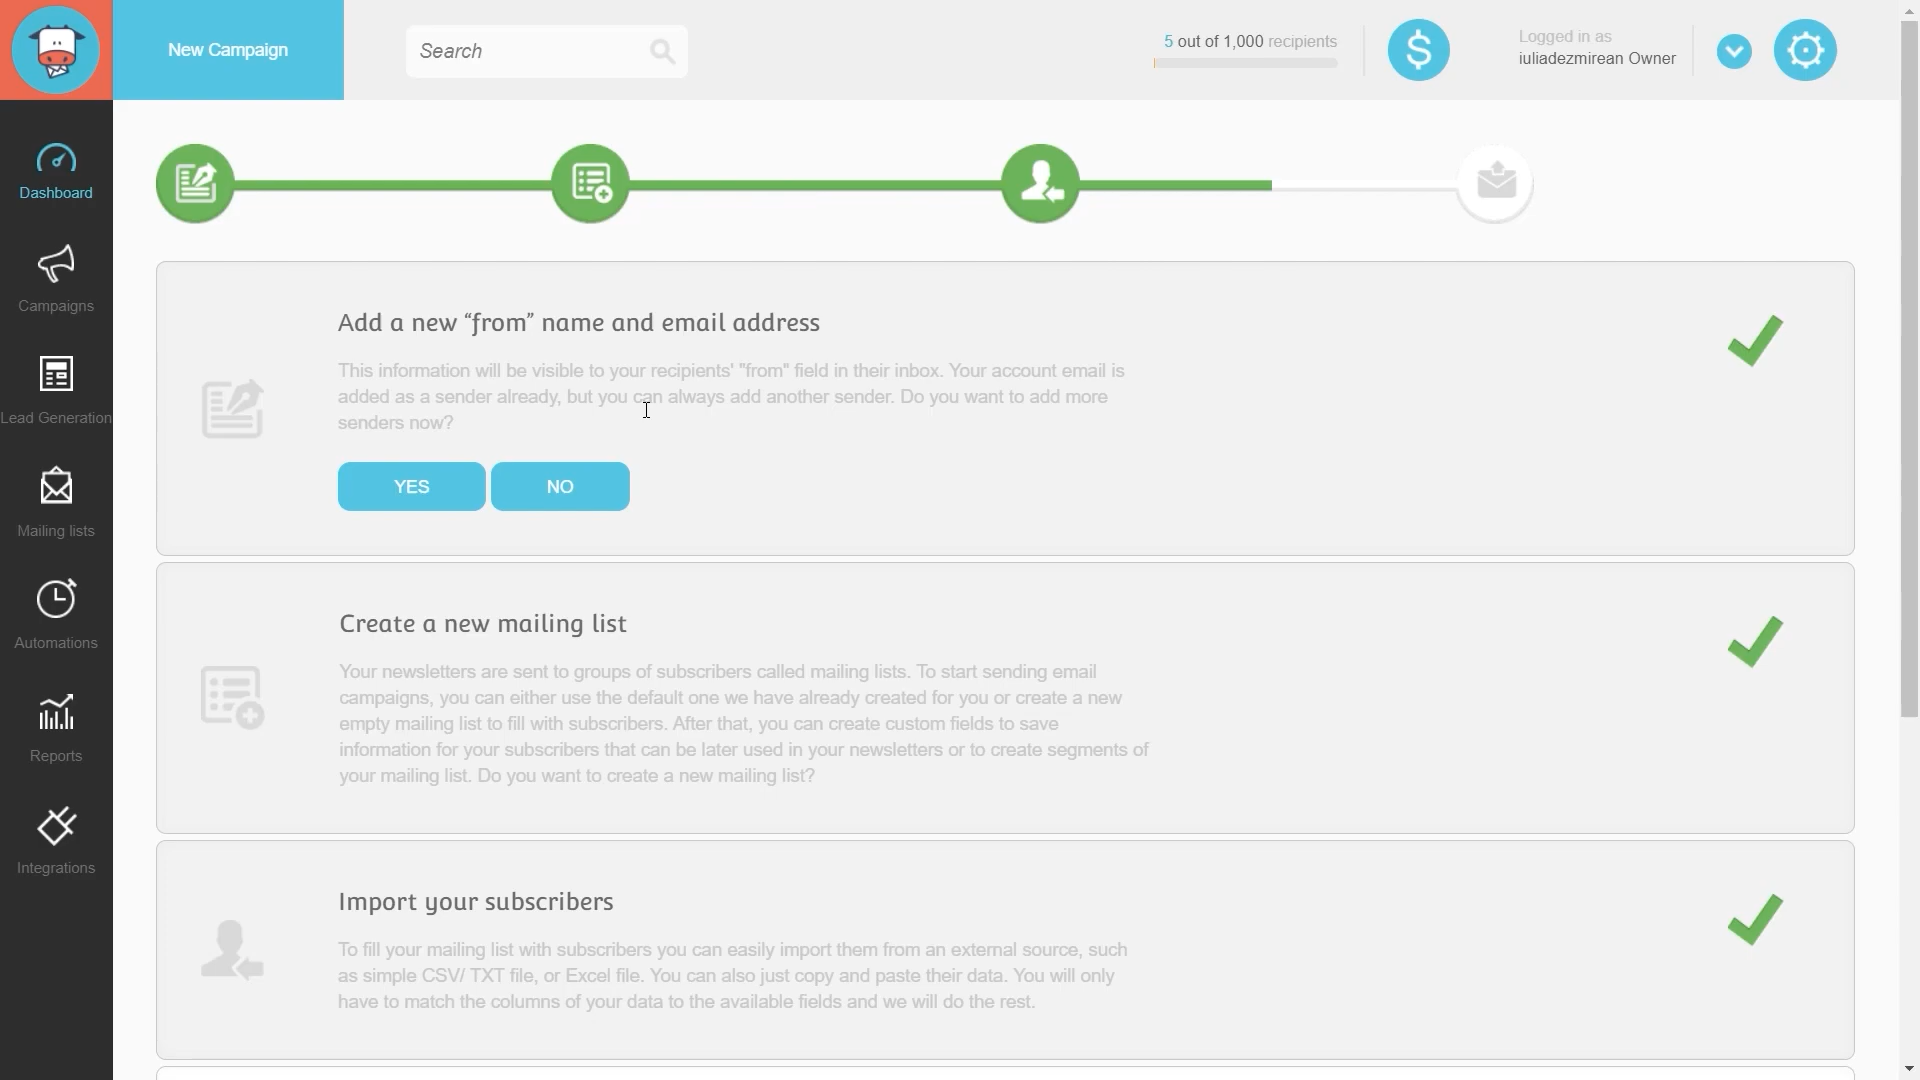 New Campaign
Search
5 out of 1,000 recipients
Logged in as
iuliadezmirean Owner
Dashboard
Campaigns
Lead Generation
Mailing lists
Automations
Reports
Integrations
Add a new “from” name and email address
This information will be visible to your recipients' "from" field in their inbox. Your account email is
added as a sender already, but you can always add another sender. Do you want to add more
senders now?
YES
NO
Create a new mailing list
Your newsletters are sent to groups of subscribers called mailing lists. To start sending email
campaigns, you can either use the default one we have already created for you or create a new
empty mailing list to fill with subscribers. After that, you can create custom fields to save
information for your subscribers that can be later used in your newsletters or to create segments of
your mailing list. Do you want to create a new mailing list?
Import your subscribers
To fill your mailing list with subscribers you can easily import them from an external source, such
as simple CSV/ TXT file, or Excel file. You can also just copy and paste their data. You will only
have to match the columns of your data to the available fields and we will do the rest.